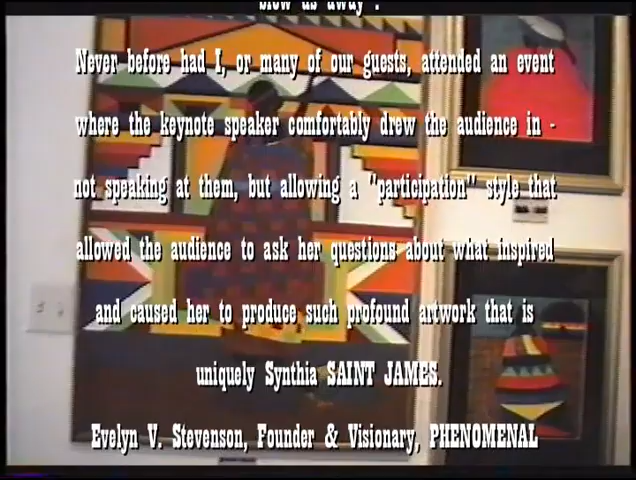 blow us away".
Never before had I, or many of our guests, attended an event
where the keynote speaker comfortably drew the audience in -
not speaking at them, but allowing a "participation" style that
allowed the audience to ask her questions about what inspired
and caused her to produce such profound artwork that is
uniquely Synthia SAINT JAMES.
Evelyn V. Stevenson, Founder & Visionary, PHENOMENAL